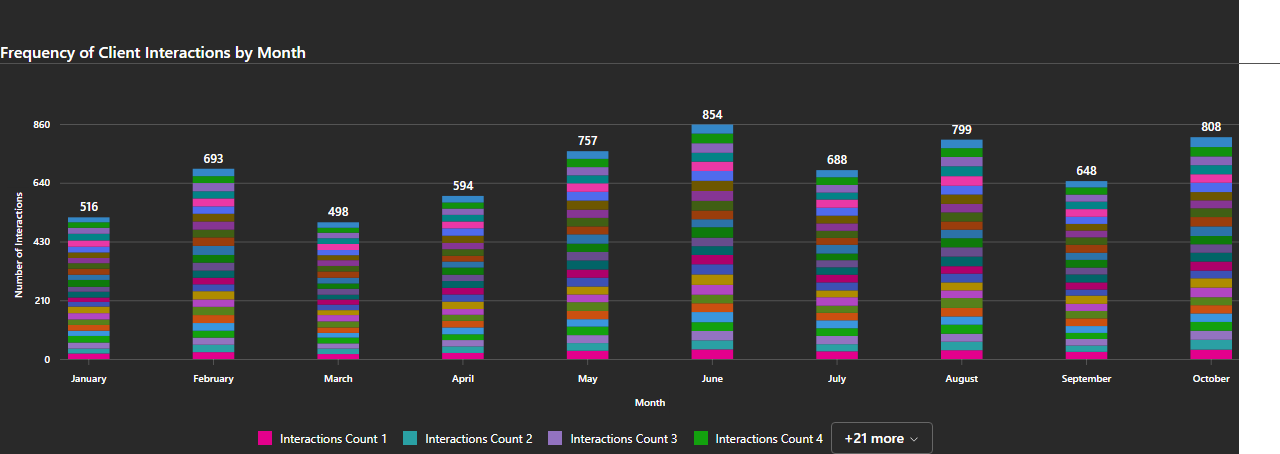 Frequency of Client Interactions by Month
Number of Interactions
860
640
430
210
0
516
693
498
594
757
854
688
799
648
808
January
February
March
April
May
June
July
August
September
October
Month
Interactions Count 1
Interactions Count 2
Interactions Count 3
Interactions Count 4
+21 more